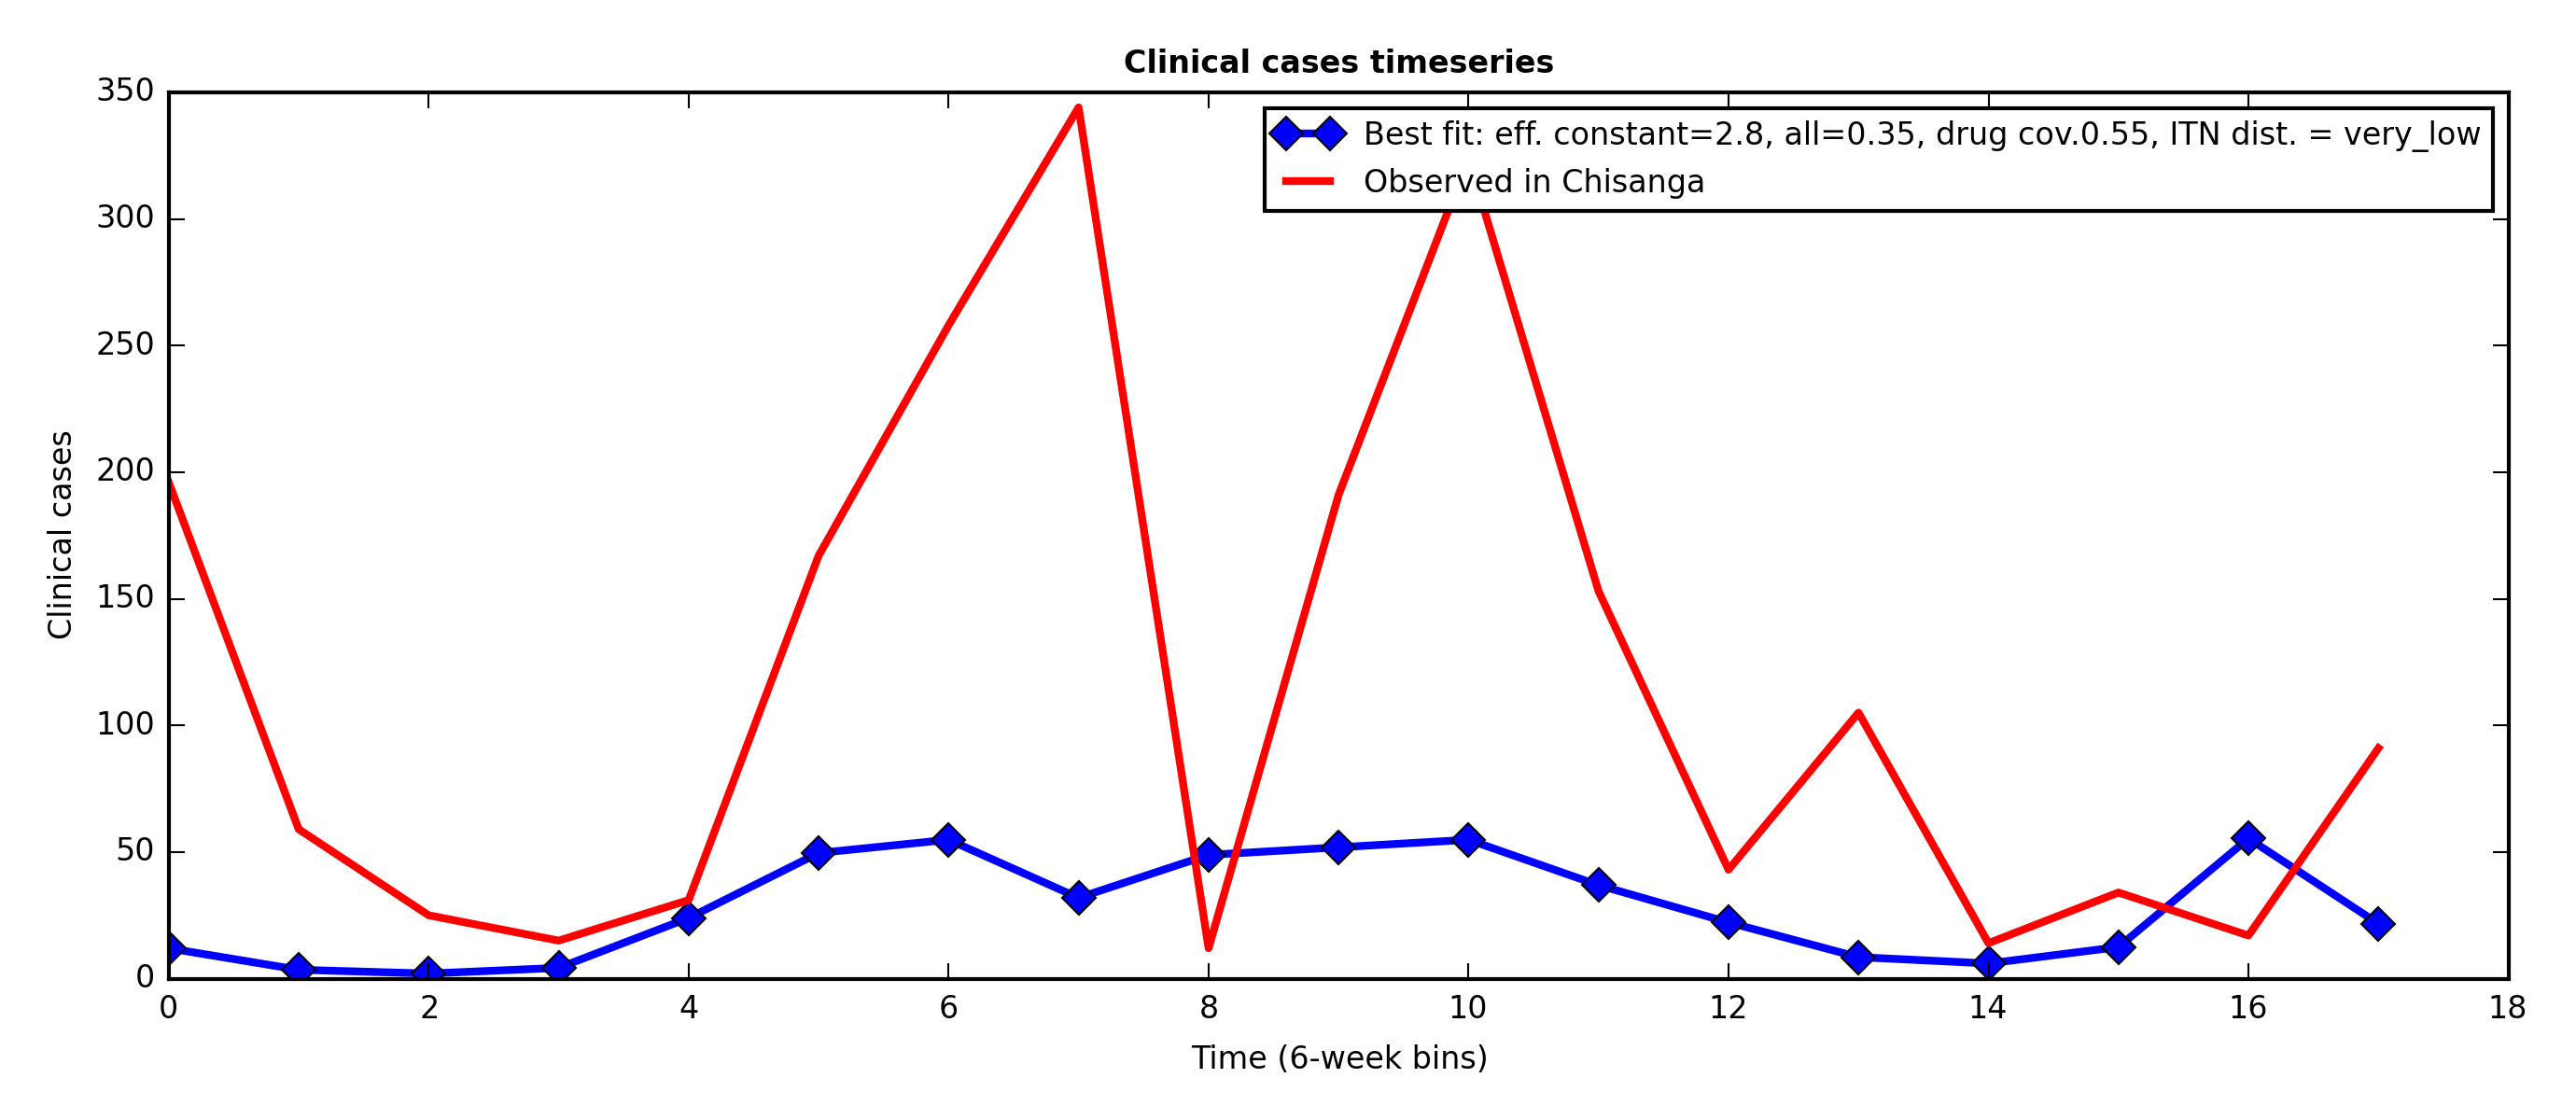 Clinical cases timeseries
350
300
250
200
150
100
50
0
Clinical cases
Best fit: eff. constant=2.8, all=0.35, drug cov.0.55, ITN dist. = very_low
Observed in Chisanga
0 2 4 6 8 10 12 14 16 18
Time (6-week bins)